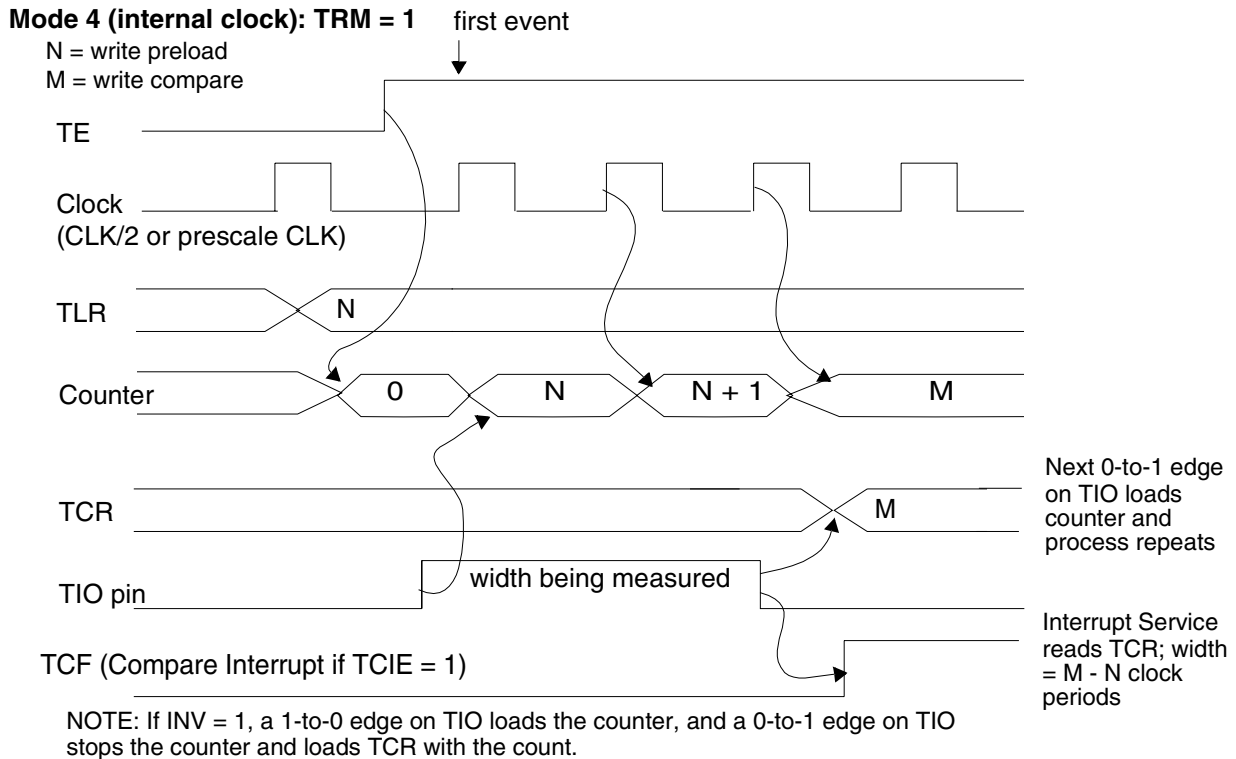 Mode 4 (internal clock): TRM = 1
first event
N = write preload
M = write compare
TE
Clock
(CLK/2 or prescale CLK)
TLR
N
Counter
0
N
N + 1
M
TCR
M
Next 0-to-1 edge
on TIO loads
counter and
process repeats
TIO pin
width being measured
TCF (Compare Interrupt if TCIE = 1)
Interrupt Service
reads TCR; width
= M - N clock
periods
NOTE: If INV = 1, a 1-to-0 edge on TIO loads the counter, and a 0-to-1 edge on TIO
stops the counter and loads TCR with the count.